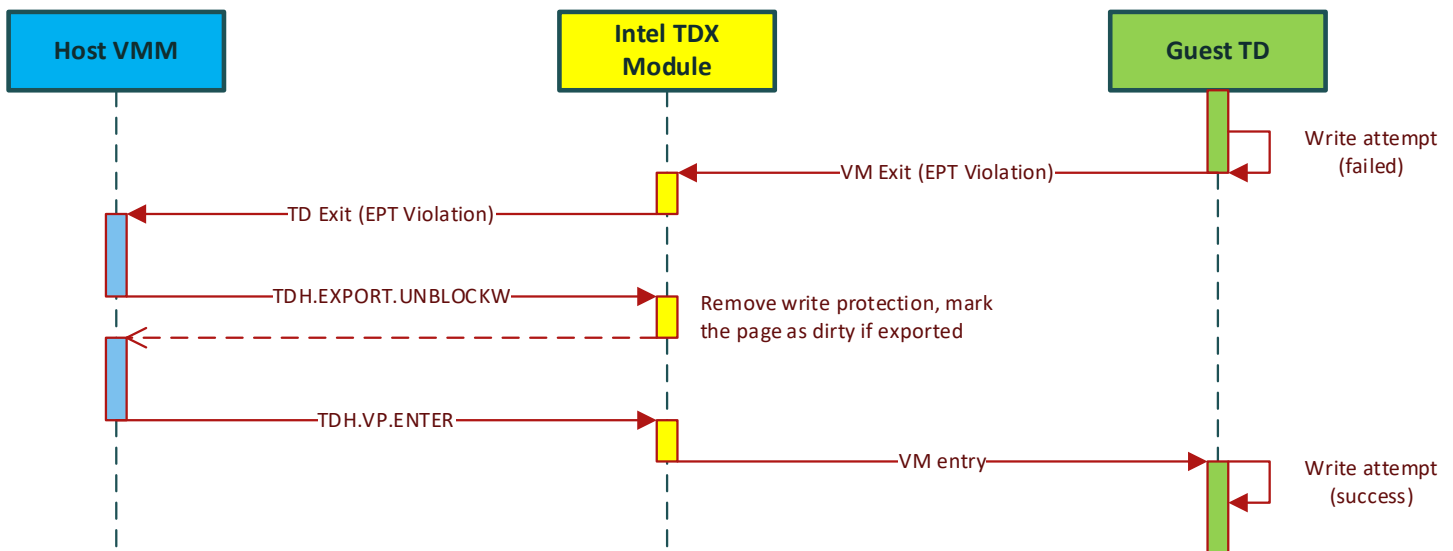 Host VMM
Intel TDX
Module
Guest TD
Write attempt
(failed)
VM Exit (EPT Violation)
TD Exit (EPT Violation)
TDH.EXPORT.UNBLOCKW
Remove write protection, mark
the page as dirty if exported
TDH.VP.ENTER
VM entry
Write attempt
(success)